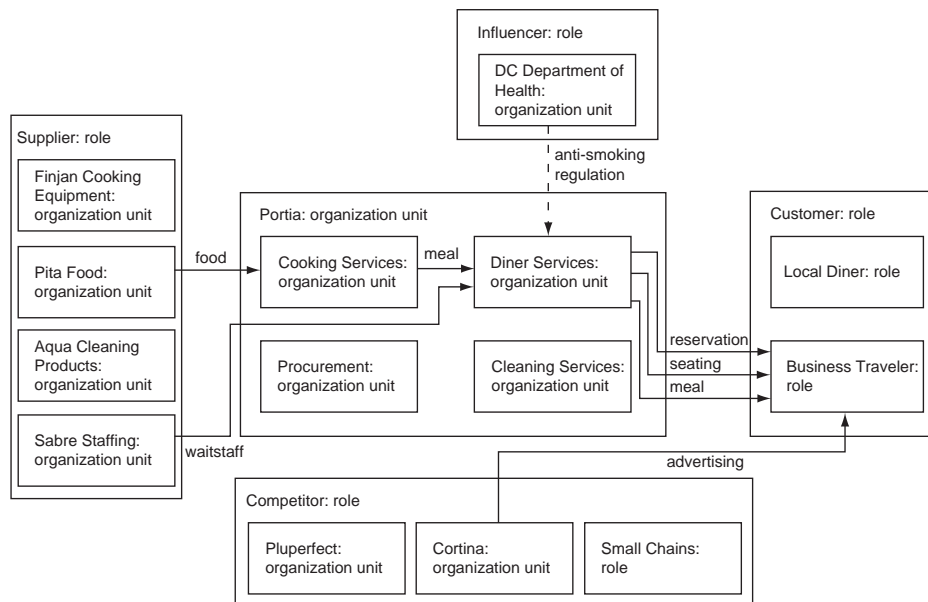 Influencer: role
DC Department of
Health:
organization unit
anti-smoking
regulation
Supplier: role
Finjan Cooking
Equipment:
organization unit
Pita Food:
organization unit
Aqua Cleaning
Products:
organization unit
Sabre Staffing:
organization unit
food
waitstaff
Portia: organization unit
Cooking Services:
organization unit
meal
Diner Services:
organization unit
Procurement:
organization unit
Cleaning Services:
organization unit
reservation
seating
meal
Customer: role
Local Diner: role
Business Traveler:
role
advertising
Competitor: role
Pluperfect:
organization unit
Cortina:
organization unit
Small Chains:
role